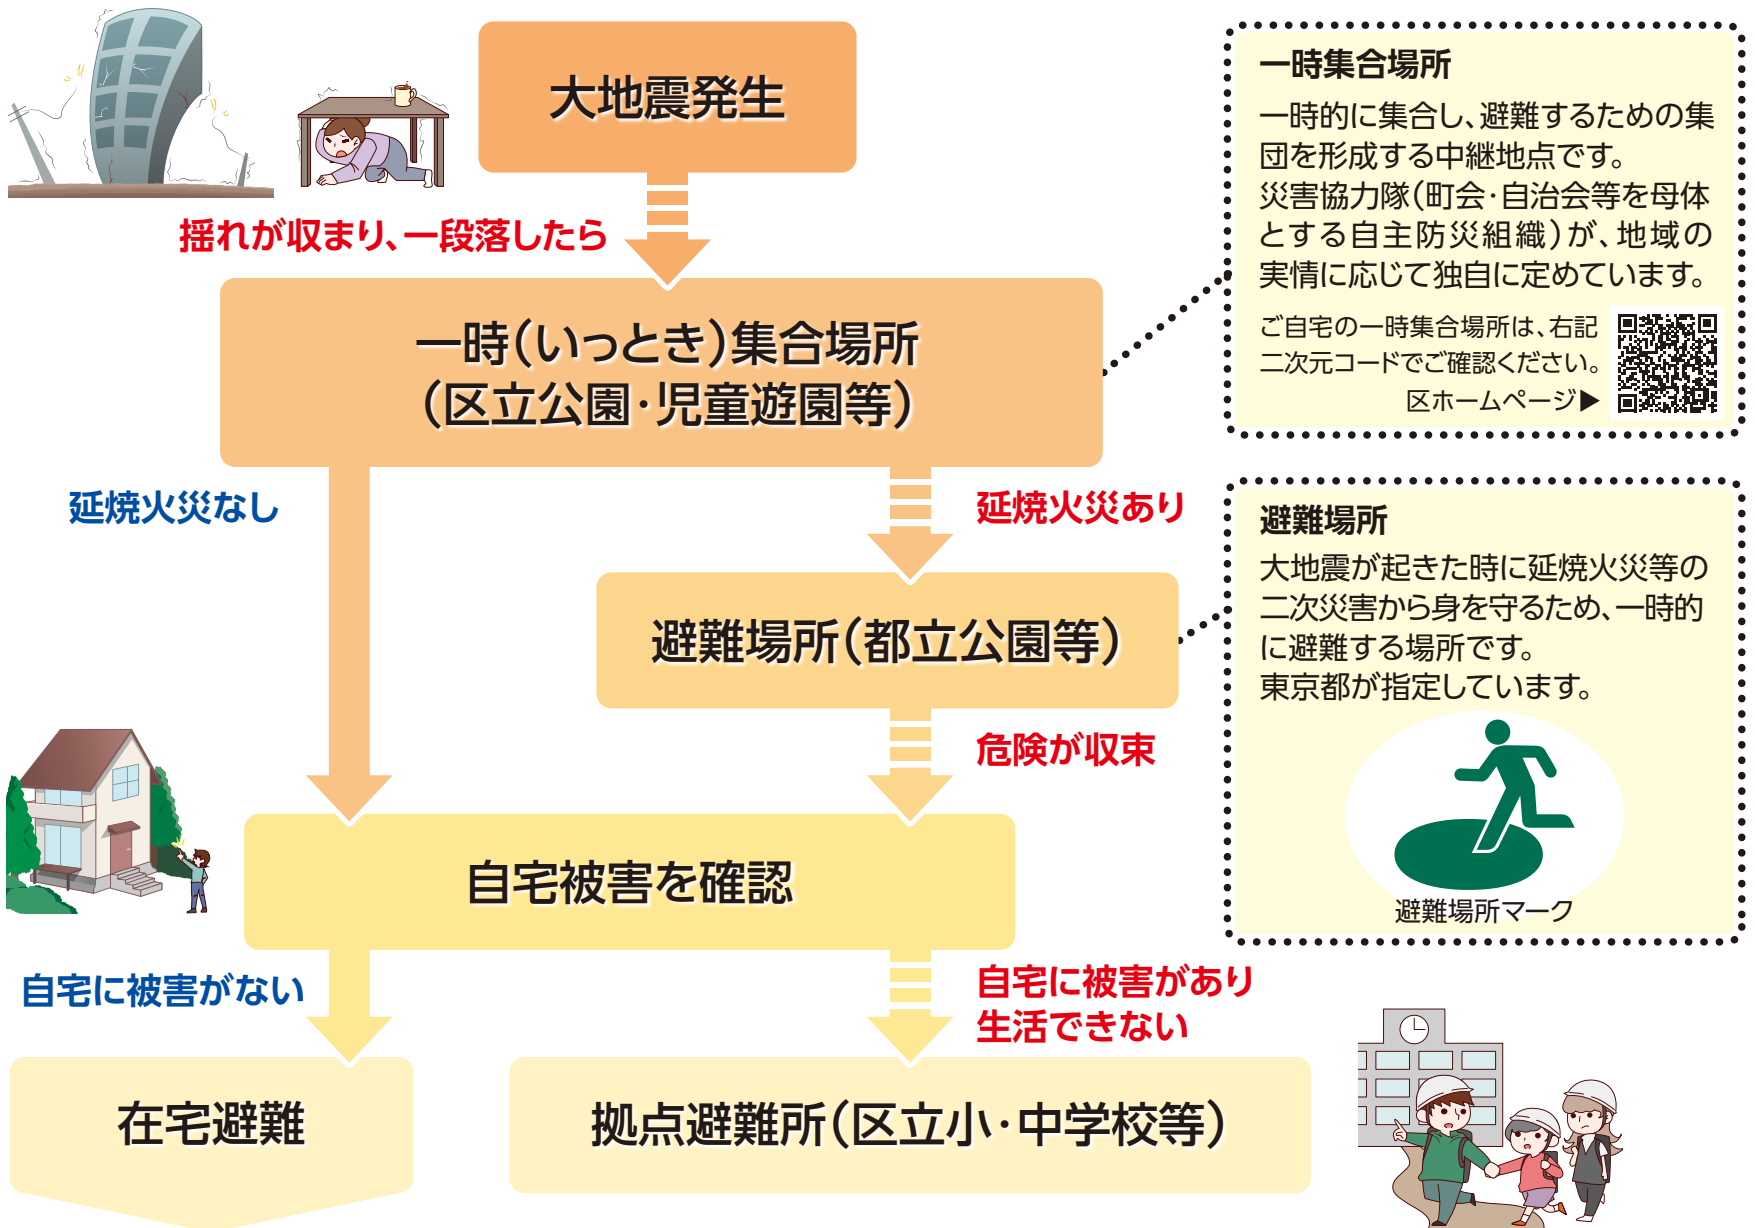 大地震発生
揺れが収まり、一段落したら
一時(いっとき)集合場所
(区立公園・児童遊園等)
一時集合場所
一時的に集合し、避難するための集
団を形成する中継地点です。
災害協力隊(町会・自治会等を母体
とする自主防災組織)が、地域の
実情に応じて独自に定めています。
ご自宅の一時集合場所は、右記
二次元コードでご確認ください。
区ホームページ▶
延焼火災なし
延焼火災あり
避難場所(都立公園等)
避難場所
大地震が起きた時に延焼火災等の
二次災害から身を守るため、一時的
に避難する場所です。
東京都が指定しています。
避難場所マーク
危険が収束
自宅被害を確認
自宅に被害がない
自宅に被害があり
生活できない
在宅避難
拠点避難所(区立小・中学校等)